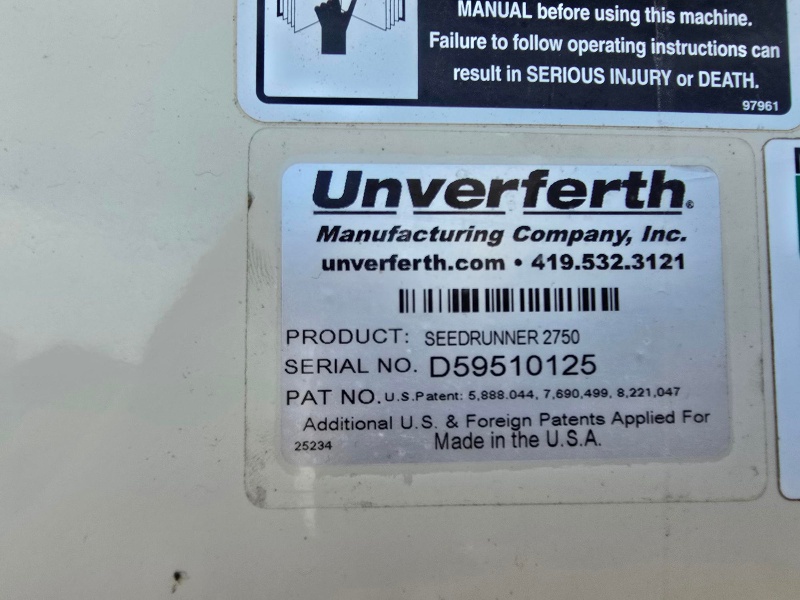 MANUAL before using this machine.
Failure to follow operating instructions can
result in SERIOUS INJURY or DEATH.
97961
Unverferth®
Manufacturing Company, Inc.
unverferth.com • 419.532.3121
PRODUCT: SEEDRUNNER 2750
SERIAL NO. D59510125
PAT NO. U.S.Patent: 5,888.044, 7,690,499, 8,221,047
Additional U.S. & Foreign Patents Applied For
25234 Made in the U.S.A.